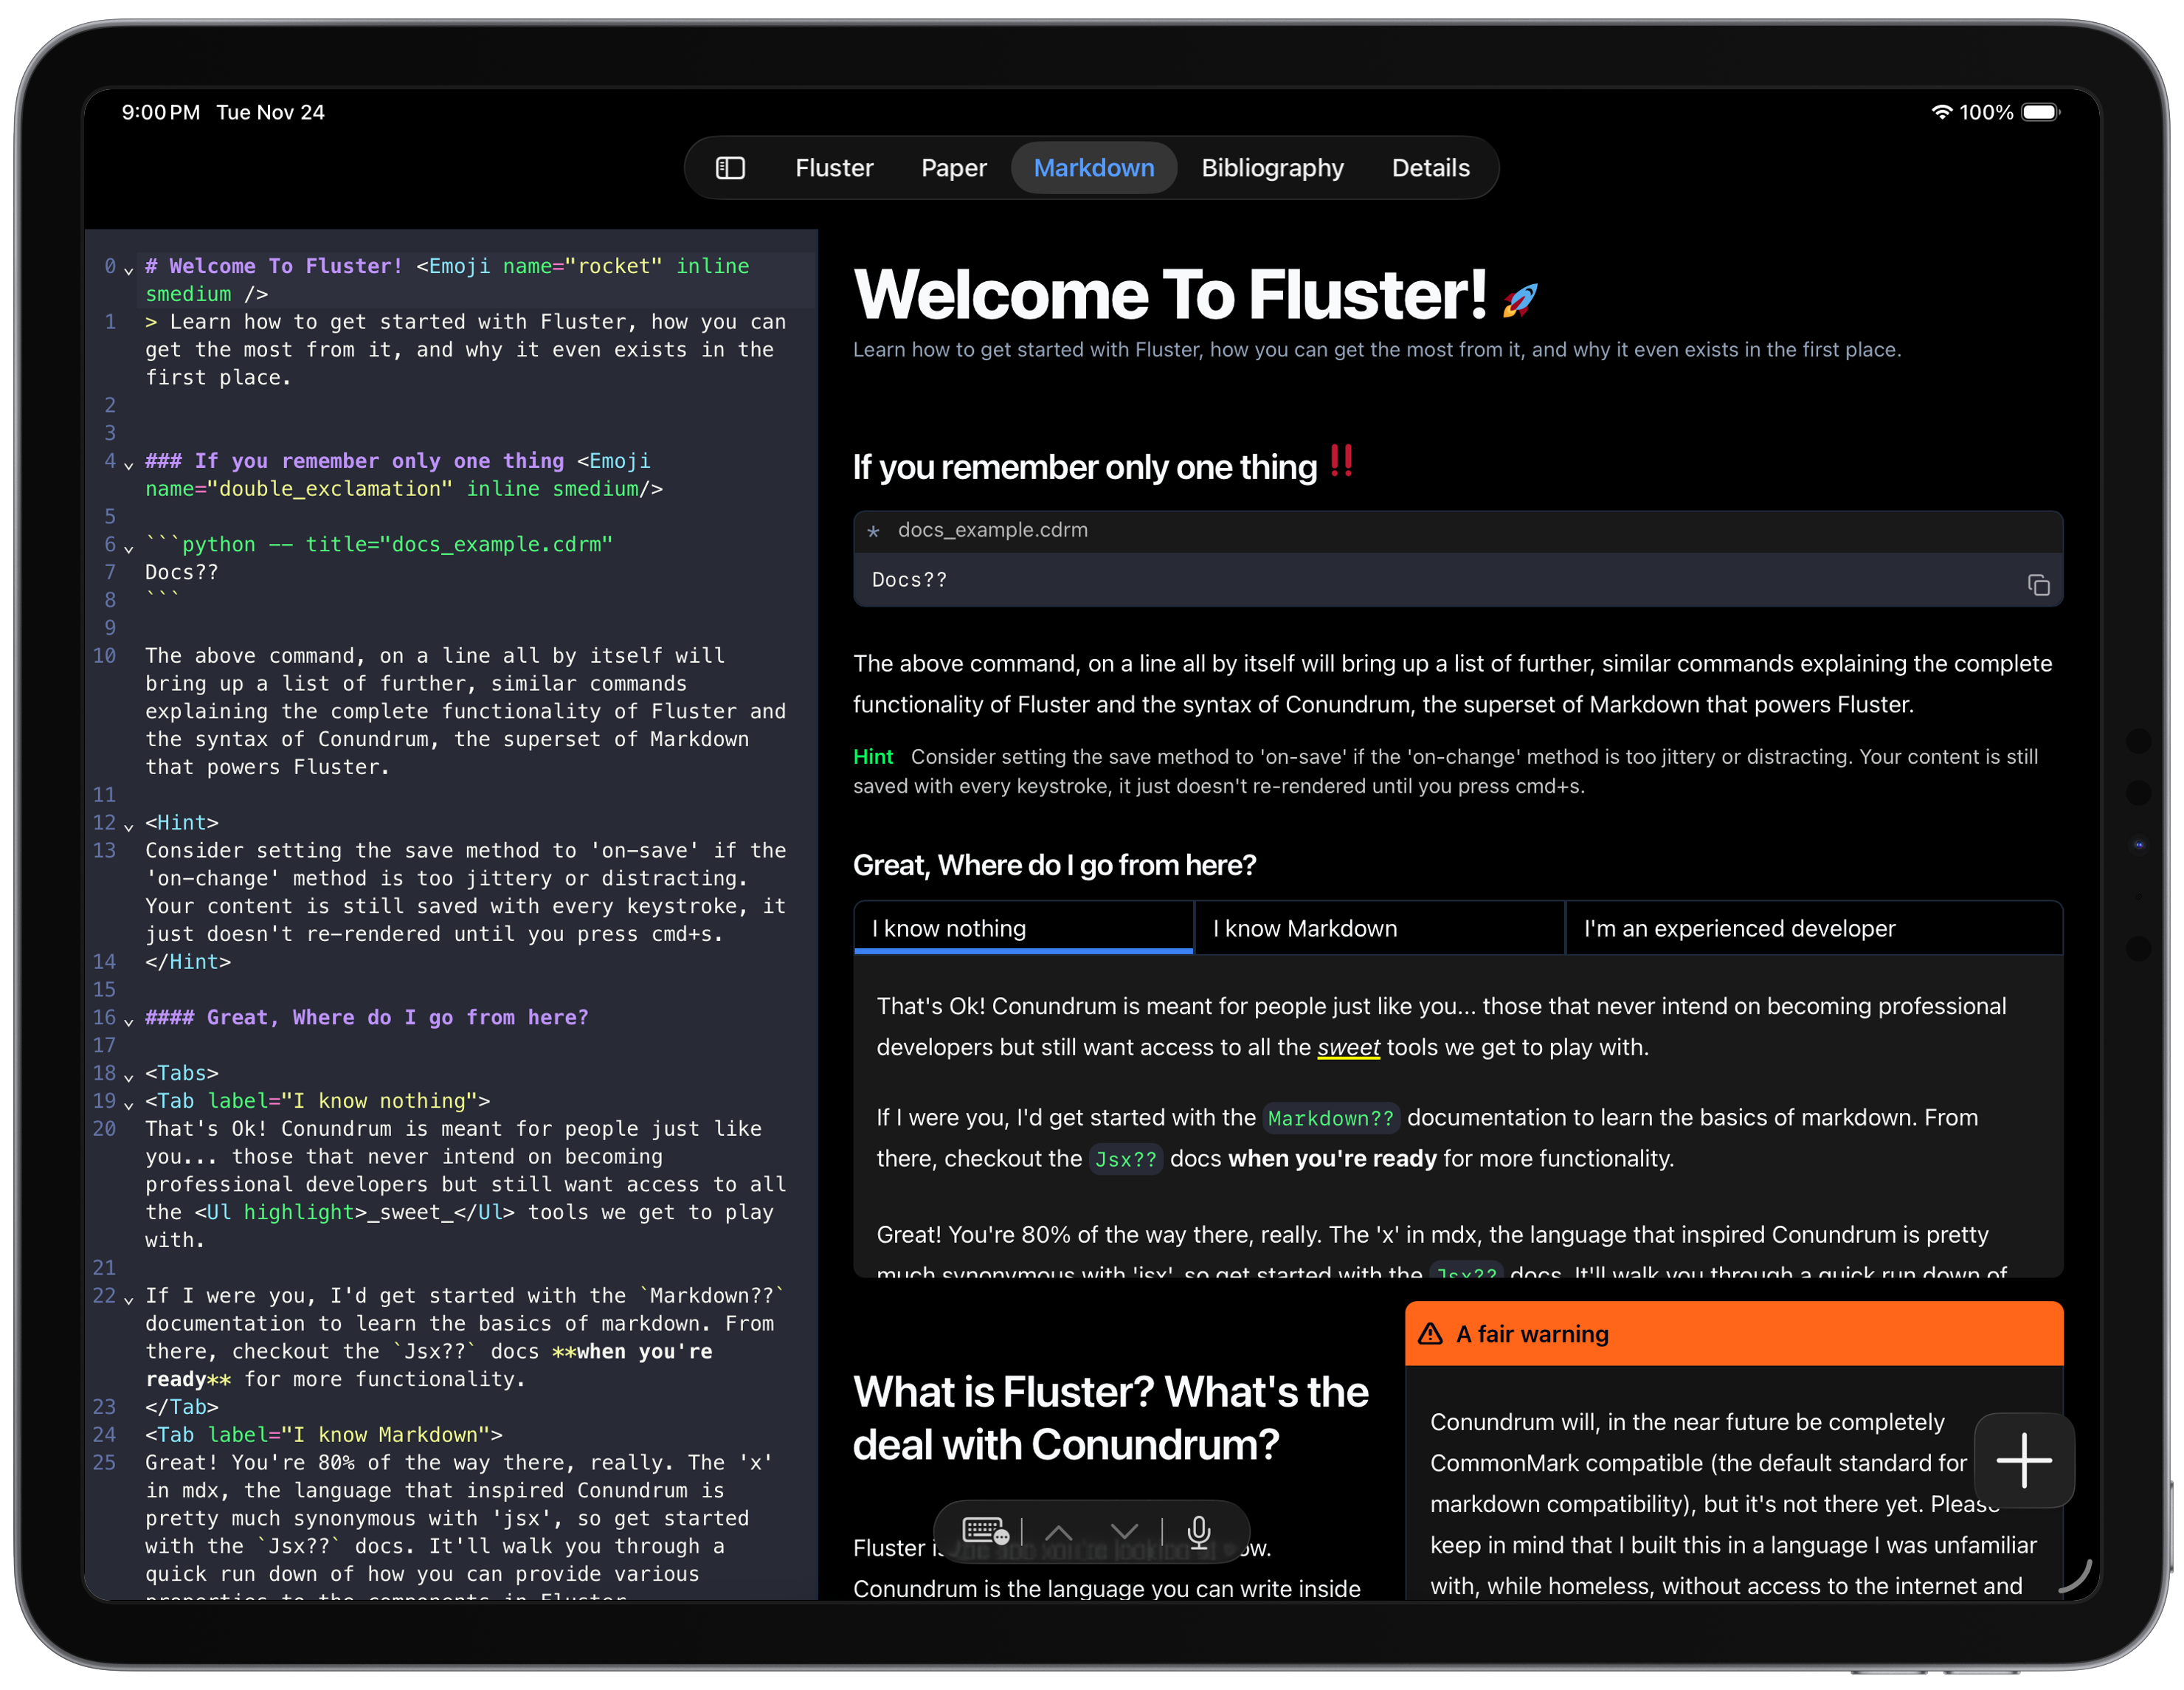 9:00 PM Tue Nov 24
100%
Fluster Paper Markdown Bibliography Details
0 # Welcome To Fluster! <Emoji name="rocket" inline
smedium />
1 > Learn how to get started with Fluster, how you can
get the most from it, and why it even exists in the
first place.
2
3
4 ### If you remember only one thing <Emoji
name="double_exclamation" inline smedium/>
5
6 ```python -- title="docs_example.cdrm"
7 Docs??
8 ```
9
10 The above command, on a line all by itself will
bring up a list of further, similar commands
explaining the complete functionality of Fluster and
the syntax of Conundrum, the superset of Markdown
that powers Fluster.
11
12 <Hint>
13 Consider setting the save method to 'on-save' if the
'on-change' method is too jittery or distracting.
Your content is still saved with every keystroke, it
just doesn't re-rendered until you press cmd+s.
14 </Hint>
15
16 #### Great, Where do I go from here?
17
18 <Tabs>
19 <Tab label="I know nothing">
20 That's Ok! Conundrum is meant for people just like
you... those that never intend on becoming
professional developers but still want access to all
the <Ul highlight>_sweet_</Ul> tools we get to play
with.
21
22 If I were you, I'd get started with the `Markdown??`
documentation to learn the basics of markdown. From
there, checkout the `Jsx??` docs **when you're
ready** for more functionality.
23 </Tab>
24 <Tab label="I know Markdown">
25 Great! You're 80% of the way there, really. The 'x'
in mdx, the language that inspired Conundrum is
pretty much synonymous with 'jsx', so get started
with the `Jsx??` docs. It'll walk you through a
quick run down of how you can provide various
properties to the components in Fluster
Welcome To Fluster! 🚀
Learn how to get started with Fluster, how you can get the most from it, and why it even exists in the first place.
If you remember only one thing ‼
* docs_example.cdrm
Docs??
The above command, on a line all by itself will bring up a list of further, similar commands explaining the complete
functionality of Fluster and the syntax of Conundrum, the superset of Markdown that powers Fluster.
Hint Consider setting the save method to 'on-save' if the 'on-change' method is too jittery or distracting. Your content is still
saved with every keystroke, it just doesn't re-rendered until you press cmd+s.
Great, Where do I go from here?
I know nothing
I know Markdown
I'm an experienced developer
That's Ok! Conundrum is meant for people just like you... those that never intend on becoming professional
developers but still want access to all the sweet tools we get to play with.
If I were you, I'd get started with the Markdown?? documentation to learn the basics of markdown. From
there, checkout the Jsx?? docs when you're ready for more functionality.
Great! You're 80% of the way there, really. The 'x' in mdx, the language that inspired Conundrum is pretty
much synonymous with 'jsx', so get started with the Jsx?? docs. It'll walk you through a quick run down of
What is Fluster? What's the
deal with Conundrum?
Fluster is
Conundrum is the language you can write inside
A fair warning
Conundrum will, in the near future be completely
CommonMark compatible (the default standard for
markdown compatibility), but it's not there yet. Please
keep in mind that I built this in a language I was unfamiliar
with, while homeless, without access to the internet and